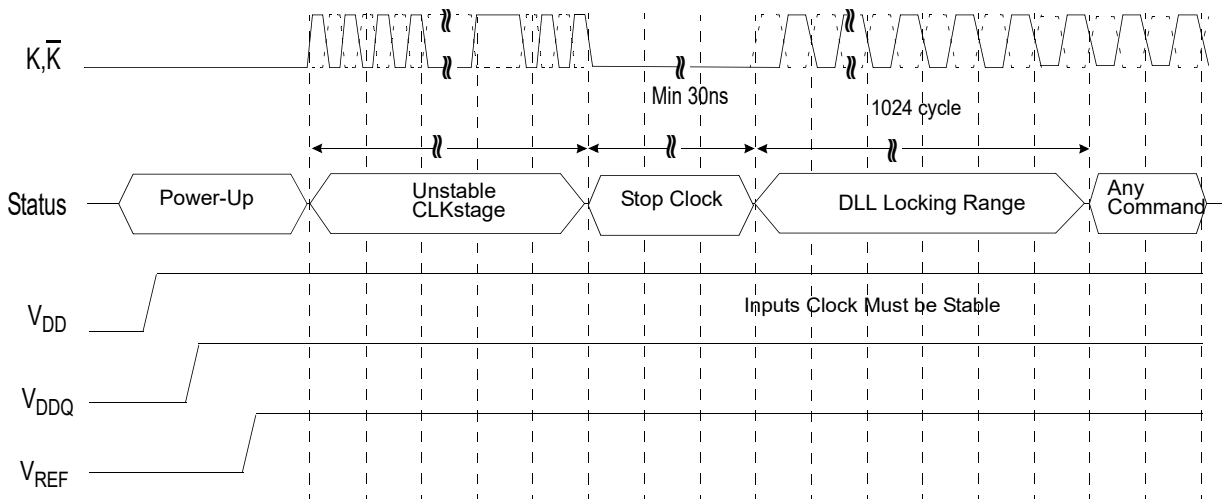 K,K̅
Min 30ns
1024 cycle
Status
Power-Up
Unstable
CLKstage
Stop Clock
DLL Locking Range
Any
Command
VDD
Inputs Clock Must be Stable
VDDQ
VREF